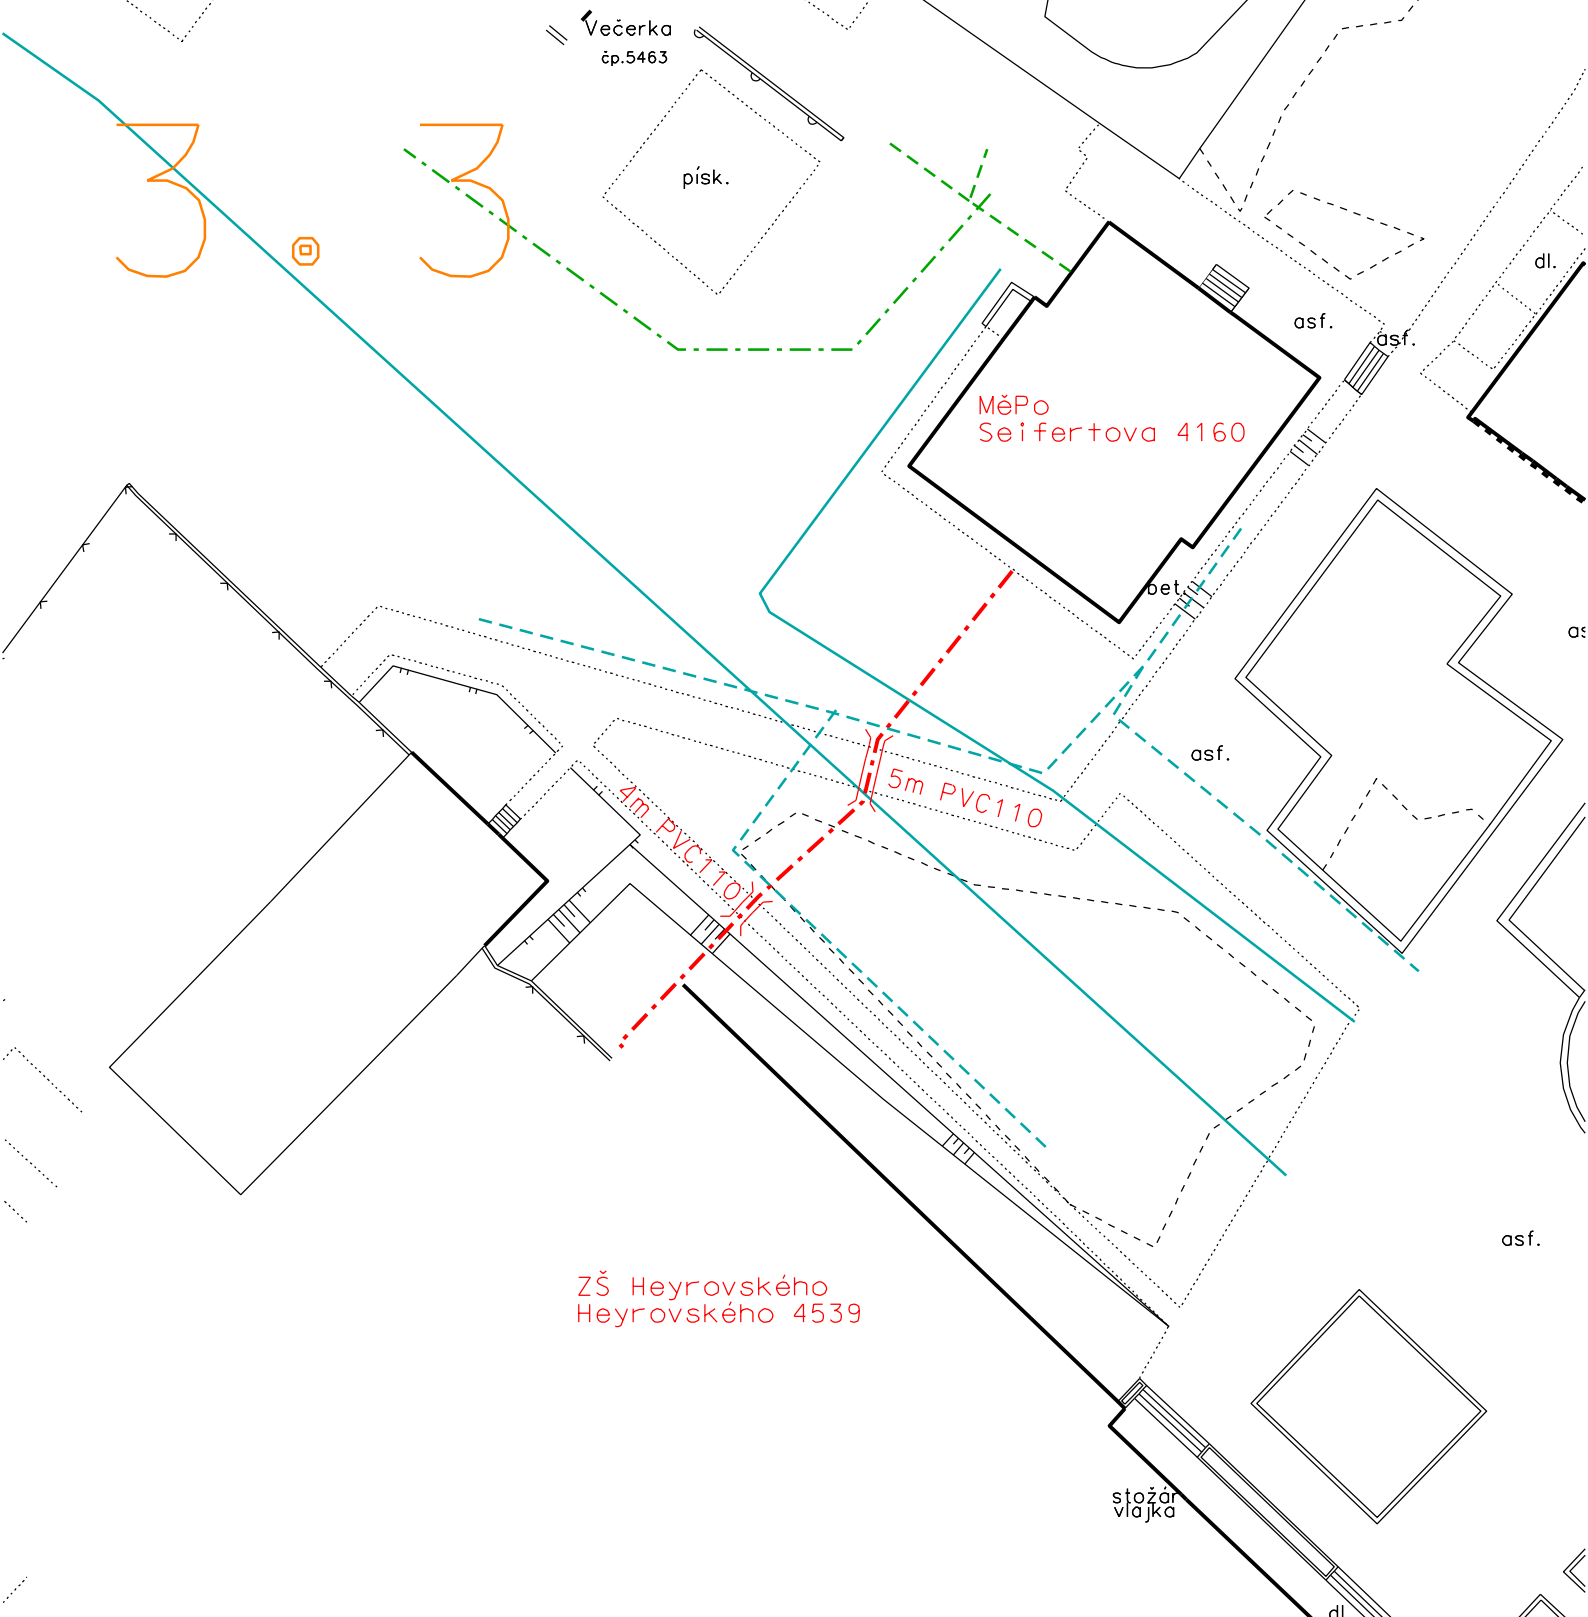 Večerka
čp.5463
3 3
písk.
dl.
asf.
asf.
MěPo
Seifertova 4160
bet.
asf.
5m PVC110
4m PVC110
asf.
ZŠ Heyrovského
Heyrovského 4539
stožár
vlajka
dl.